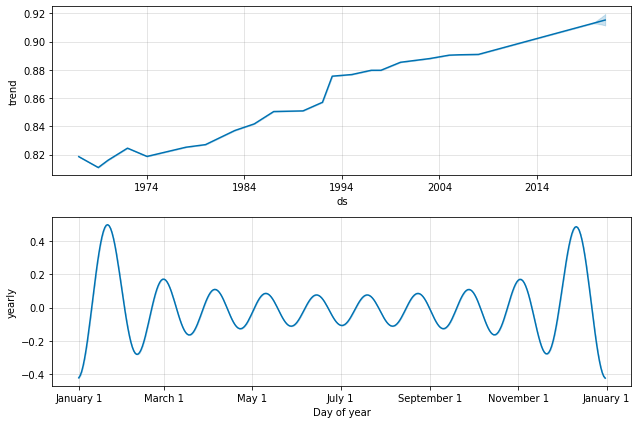 0.92
0.90
0.88
0.86
0.84
0.82
trend
1974 1984 1994 2004 2014
ds
0.4
0.2
0.0
−0.2
−0.4
yearly
January 1 March 1 May 1 July 1 September 1 November 1 January 1
Day of year